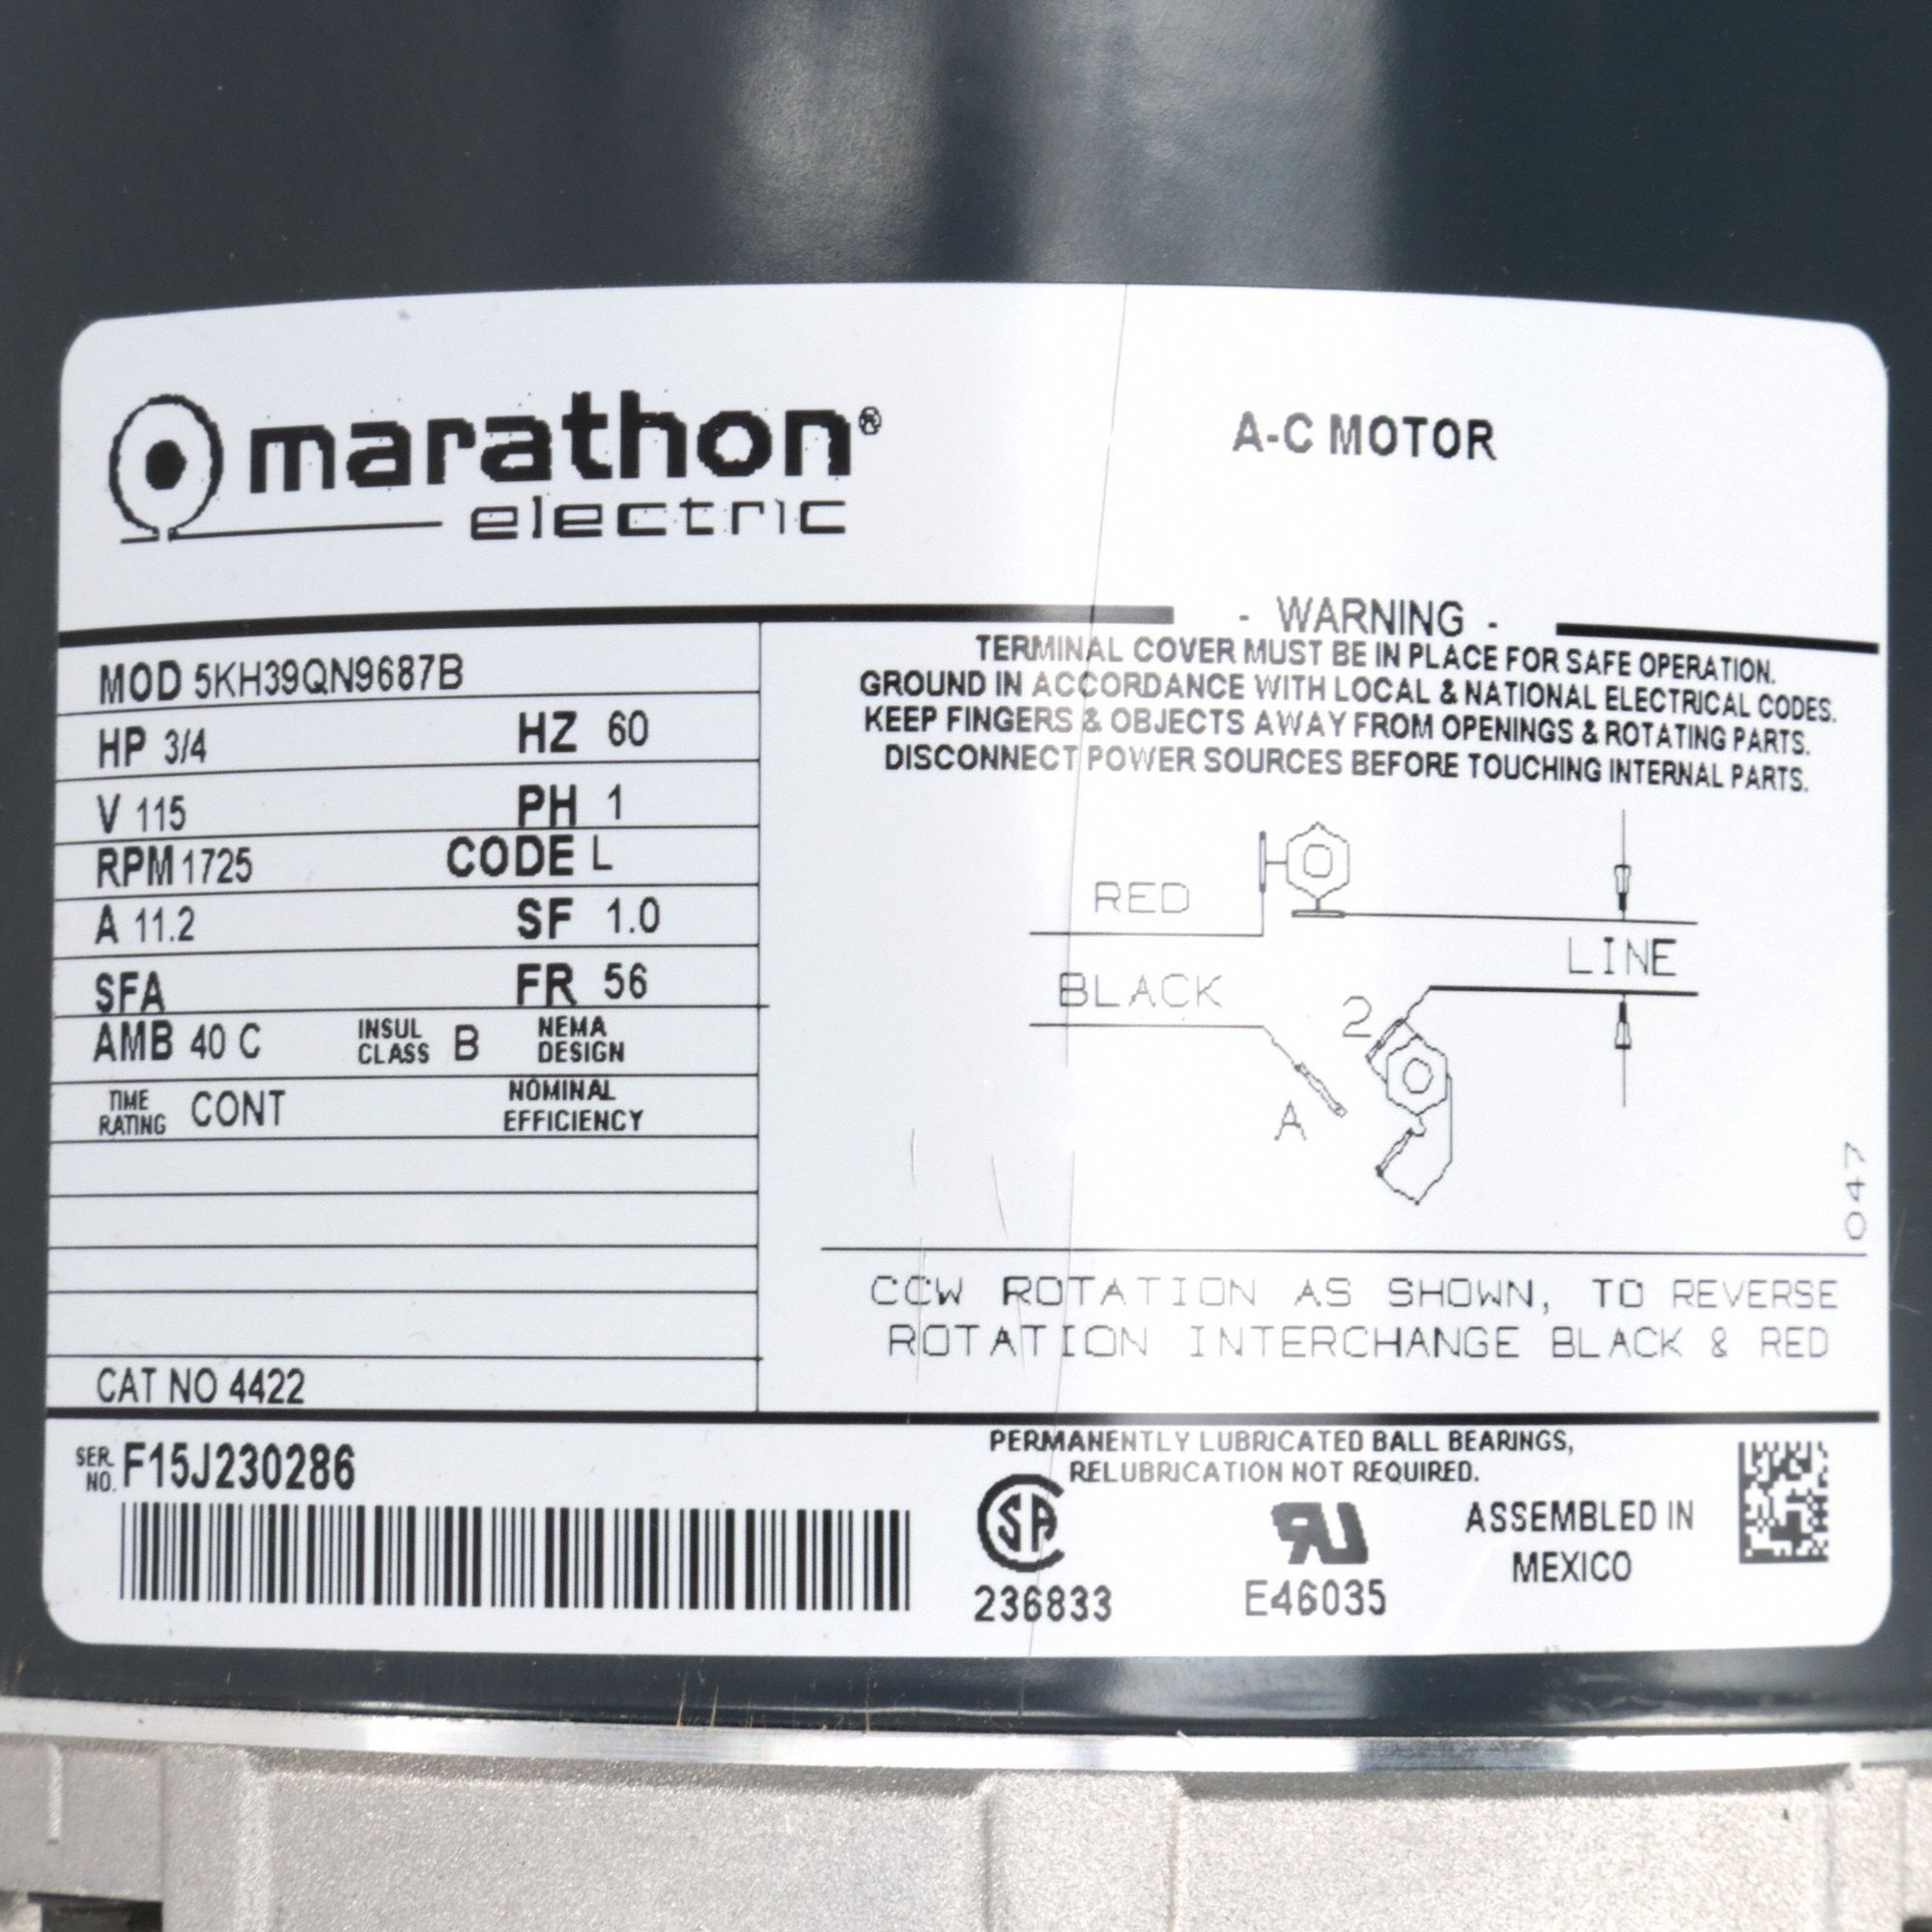 marathon®
electric
A-C MOTOR
MOD 5KH39QN9687B
HP 3/4 HZ 60
V 115 PH 1
RPM 1725 CODE L
A 11.2 SF 1.0
SFA FR 56
AMB 40 C INSUL CLASS B NEMA DESIGN
TIME RATING CONT NOMINAL EFFICIENCY
CAT NO 4422
- WARNING -
TERMINAL COVER MUST BE IN PLACE FOR SAFE OPERATION.
GROUND IN ACCORDANCE WITH LOCAL & NATIONAL ELECTRICAL CODES.
KEEP FINGERS & OBJECTS AWAY FROM OPENINGS & ROTATING PARTS.
DISCONNECT POWER SOURCES BEFORE TOUCHING INTERNAL PARTS.
RED
LINE
BLACK
2
A
047
CCW ROTATION AS SHOWN, TO REVERSE
ROTATION INTERCHANGE BLACK & RED
SER. NO. F15J230286
PERMANENTLY LUBRICATED BALL BEARINGS,
RELUBRICATION NOT REQUIRED.
SA
236833
UR
E46035
ASSEMBLED IN
MEXICO